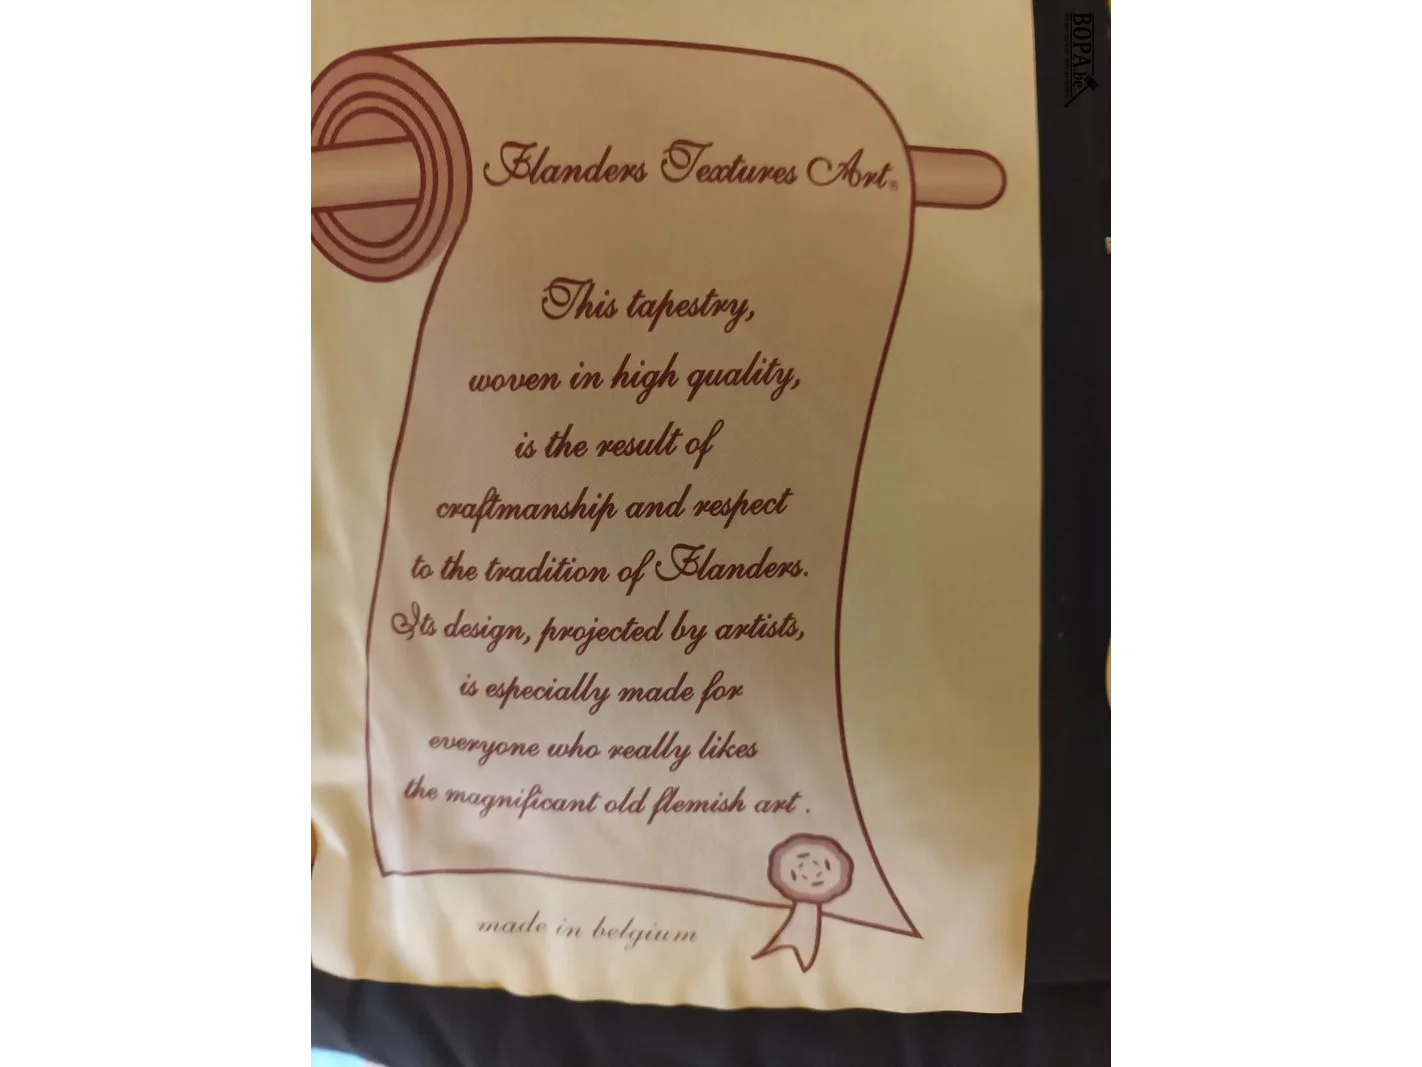 Flanders Textures Art®
This tapestry,
woven in high quality,
is the result of
craftmanship and respect
to the tradition of Flanders.
Its design, projected by artists,
is especially made for
everyone who really likes
the magnificant old flemish art .
made in belgium
BOPA.be